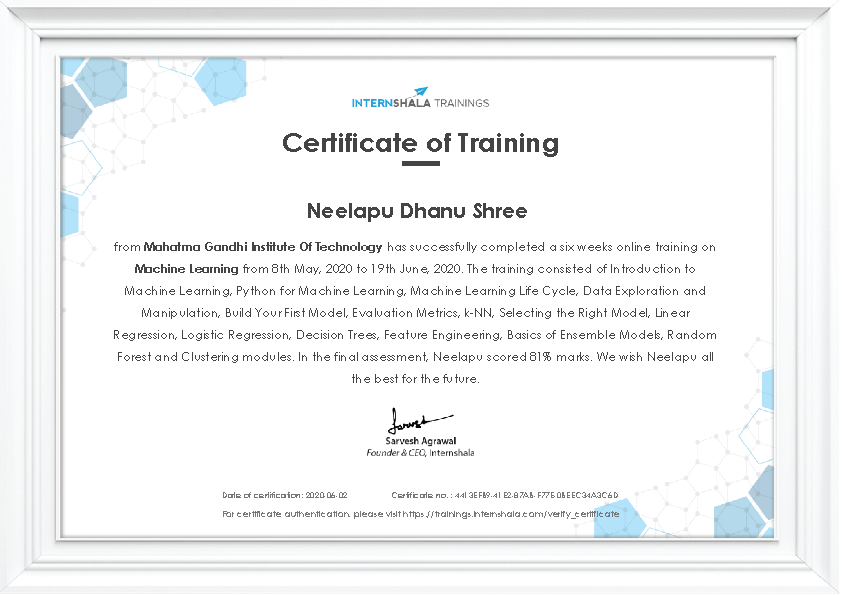 INTERNSHALA TRAININGS
Certificate of Training
Neelapu Dhanu Shree
from Mahatma Gandhi Institute Of Technology has successfully completed a six weeks online training on
Machine Learning from 8th May, 2020 to 19th June, 2020. The training consisted of Introduction to
Machine Learning, Python for Machine Learning, Machine Learning Life Cycle, Data Exploration and
Manipulation, Build Your First Model, Evaluation Metrics, k-NN, Selecting the Right Model, Linear
Regression, Logistic Regression, Decision Trees, Feature Engineering, Basics of Ensemble Models, Random
Forest and Clustering modules. In the final assessment, Neelapu scored 81% marks. We wish Neelapu all
the best for the future.
Sarvesh Agrawal
Founder & CEO, Internshala
Date of certification: 2020-06-02 Certificate no. :
For certificate authentication, please visit https://trainings.internshala.com/verify_certificate